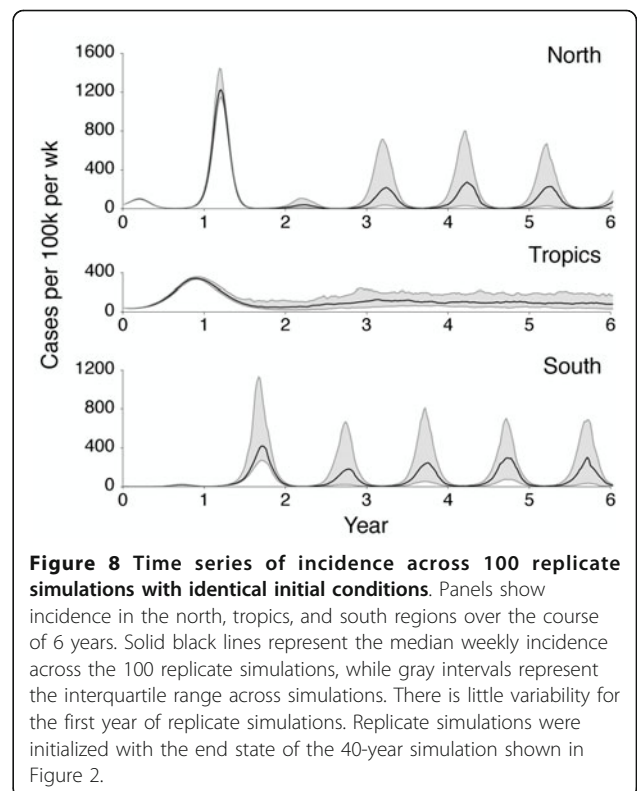 North
1600
1200
800
400
0
0 1 2 3 4 5 6
Tropics
400
0
0 1 2 3 4 5 6
South
1200
800
400
0
0 1 2 3 4 5 6
Cases per 100k per wk
Year
Figure 8 Time series of incidence across 100 replicate
simulations with identical initial conditions. Panels show
incidence in the north, tropics, and south regions over the course
of 6 years. Solid black lines represent the median weekly incidence
across the 100 replicate simulations, while gray intervals represent
the interquartile range across simulations. There is little variability for
the first year of replicate simulations. Replicate simulations were
initialized with the end state of the 40-year simulation shown in
Figure 2.